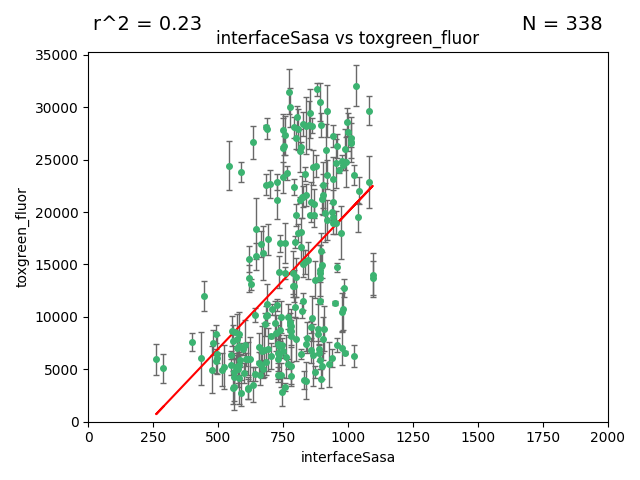 r^2 = 0.23
N = 338
interfaceSasa vs toxgreen_fluor
35000
30000
25000
20000
15000
10000
5000
0
toxgreen_fluor
0 250 500 750 1000 1250 1500 1750 2000
interfaceSasa